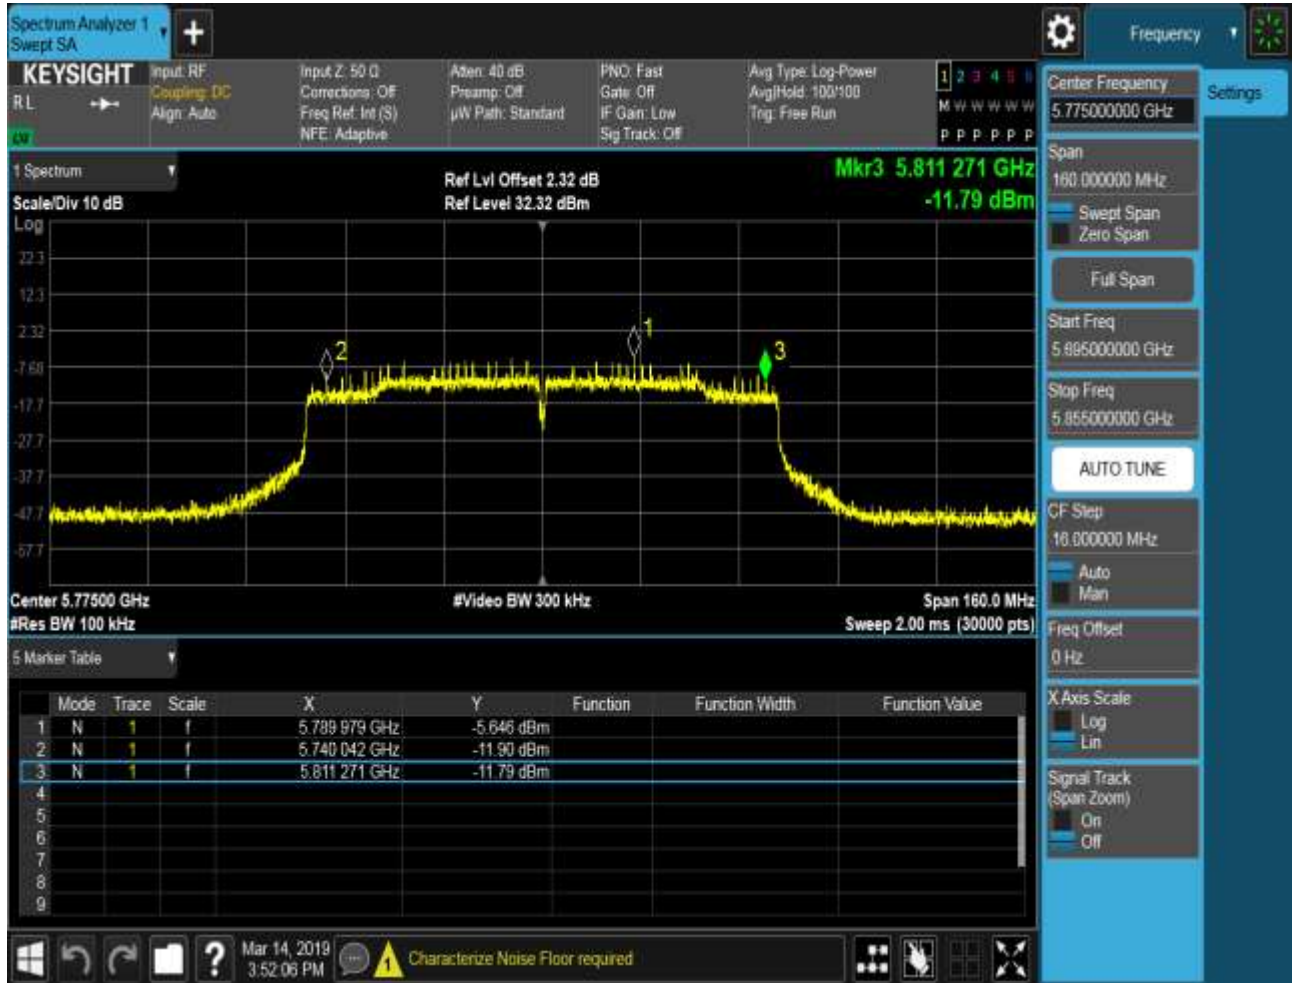 Spectrum Analyzer 1
Swept SA
+
Frequency
KEYSIGHT
RL
Input: RF
Coupling: DC
Align: Auto
Input Z: 50 Ω
Corrections: Off
Freq Ref: Int (S)
NFE: Adaptive
Atten: 40 dB
Preamp: Off
µW Path: Standard
PNO: Fast
Gate: Off
IF Gain: Low
Sig Track: Off
Avg Type: Log-Power
Avg|Hold: 100/100
Trig: Free Run
1 2 3 4 5 6
M W W W W W
P P P P P P
1 Spectrum
Scale/Div 10 dB
Ref Lvl Offset 2.32 dB
Ref Level 32.32 dBm
Mkr3 5.811 271 GHz
-11.79 dBm
Log
22.3
12.3
2.32
-7.68
-17.7
-27.7
-37.7
-47.7
-57.7
1
2
3
Center 5.77500 GHz
#Video BW 300 kHz
Span 160.0 MHz
#Res BW 100 kHz
Sweep 2.00 ms (30000 pts)
5 Marker Table
Mode Trace Scale X Y Function Function Width Function Value
1 N 1 f 5.789 979 GHz -5.646 dBm
2 N 1 f 5.740 042 GHz -11.90 dBm
3 N 1 f 5.811 271 GHz -11.79 dBm
4
5
6
7
8
9
Mar 14, 2019
3:52:06 PM
?
1
Characterize Noise Floor required
Settings
Center Frequency
5.775000000 GHz
Span
160.000000 MHz
Swept Span
Zero Span
Full Span
Start Freq
5.695000000 GHz
Stop Freq
5.855000000 GHz
AUTO TUNE
CF Step
16.000000 MHz
Auto
Man
Freq Offset
0 Hz
X Axis Scale
Log
Lin
Signal Track
(Span Zoom)
On
Off